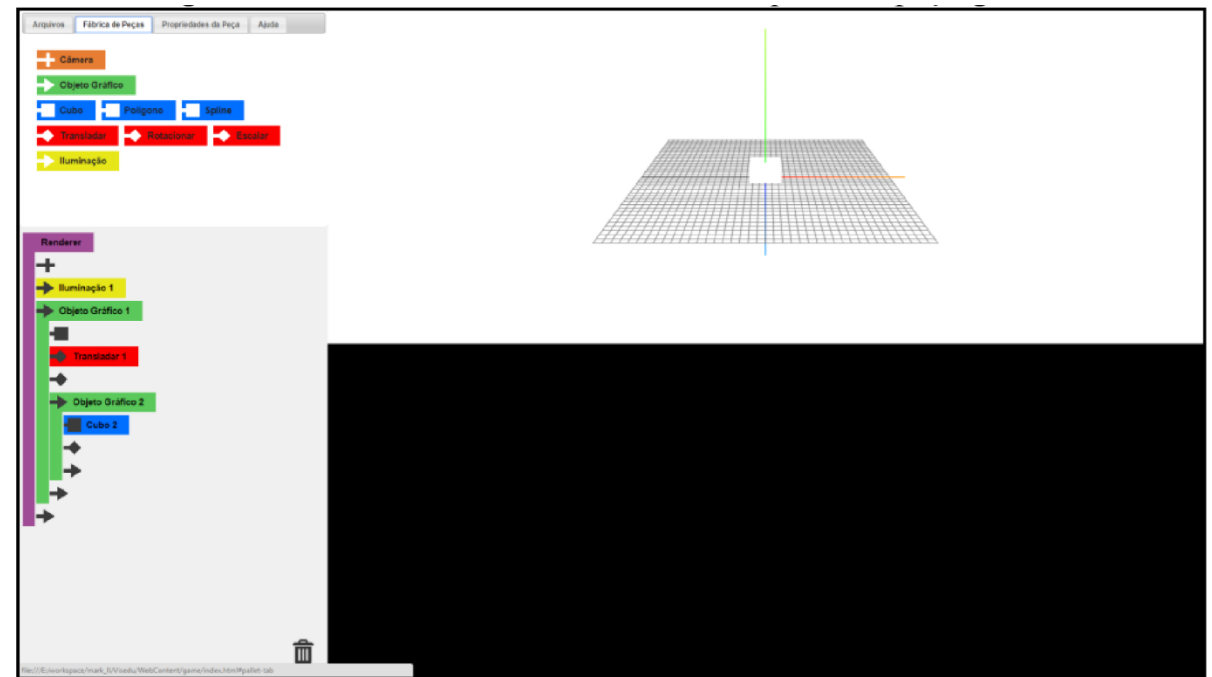 Arquivos Fábrica de Peças Propriedades da Peça Ajuda
Câmera
Objeto Gráfico
Cubo Polígono Spline
Transladar Rotacionar Escalar
Iluminação
Renderer
Iluminação 1
Objeto Gráfico 1
Transladar 1
Objeto Gráfico 2
Cubo 2
file:///E:/workspace/mark_II/Visedu/WebContent/game/index.html#pallet-tab